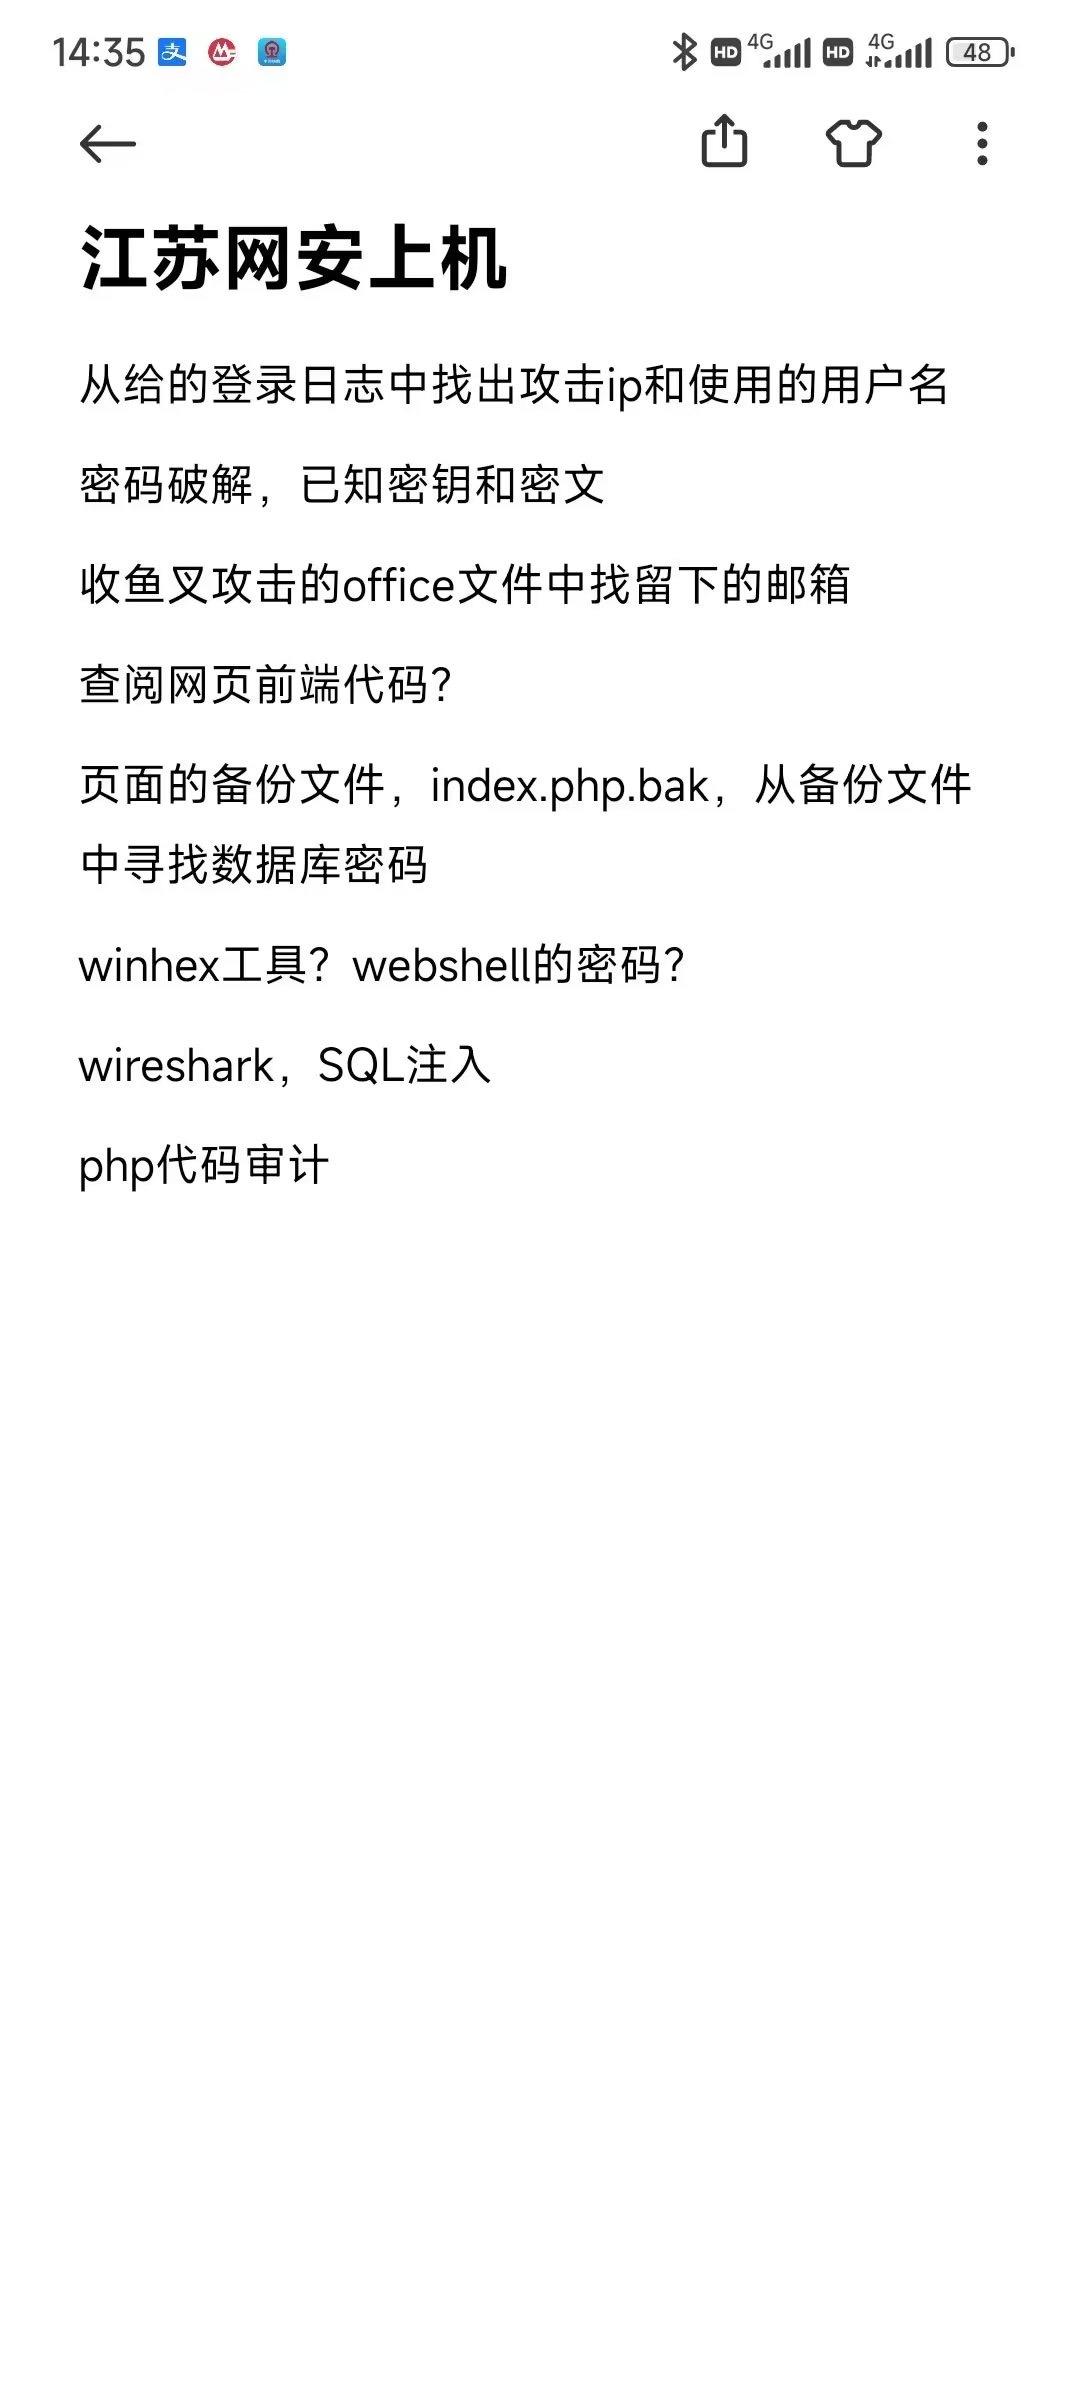 14:35 支 HD 4G HD 4G 48
江苏网安上机
从给的登录日志中找出攻击ip和使用的用户名
密码破解，已知密钥和密文
收鱼叉攻击的office文件中找留下的邮箱
查阅网页前端代码？
页面的备份文件，index.php.bak，从备份文件
中寻找数据库密码
winhex工具？webshell的密码？
wireshark，SQL注入
php代码审计